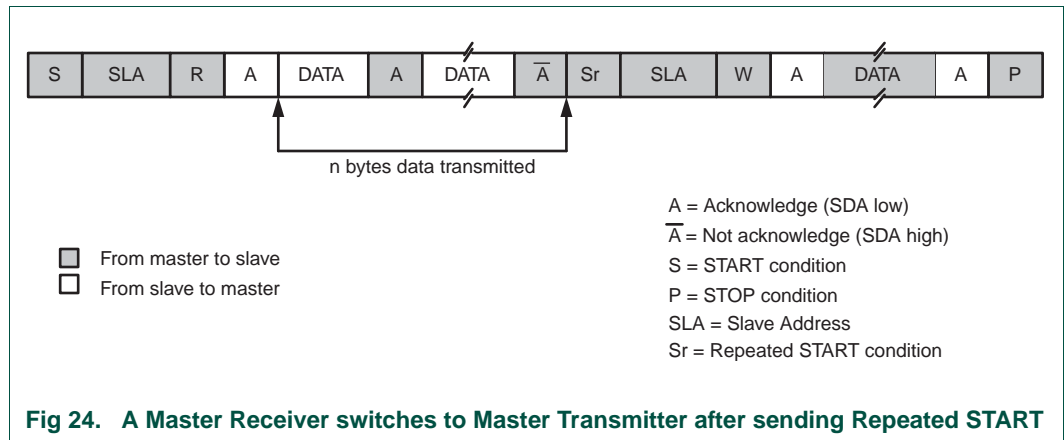 S SLA R A DATA A DATA A̅ Sr SLA W A DATA A P
n bytes data transmitted
From master to slave
From slave to master
A = Acknowledge (SDA low)
A̅ = Not acknowledge (SDA high)
S = START condition
P = STOP condition
SLA = Slave Address
Sr = Repeated START condition
Fig 24. A Master Receiver switches to Master Transmitter after sending Repeated START